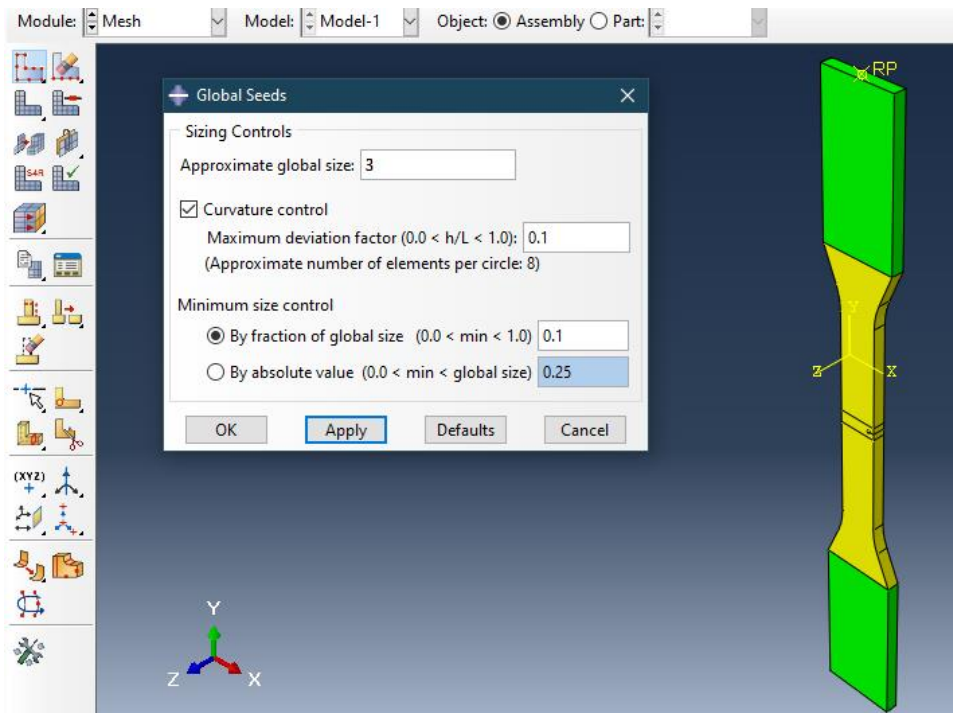 Module: Mesh Model: Model-1 Object: Assembly Part:
Global Seeds
Sizing Controls
Approximate global size: 3
Curvature control
Maximum deviation factor (0.0 < h/L < 1.0): 0.1
(Approximate number of elements per circle: 8)
Minimum size control
By fraction of global size (0.0 < min < 1.0) 0.1
By absolute value (0.0 < min < global size) 0.25
OK Apply Defaults Cancel
RP
Y
Z X
S4R
(XYZ)
Y
Z X